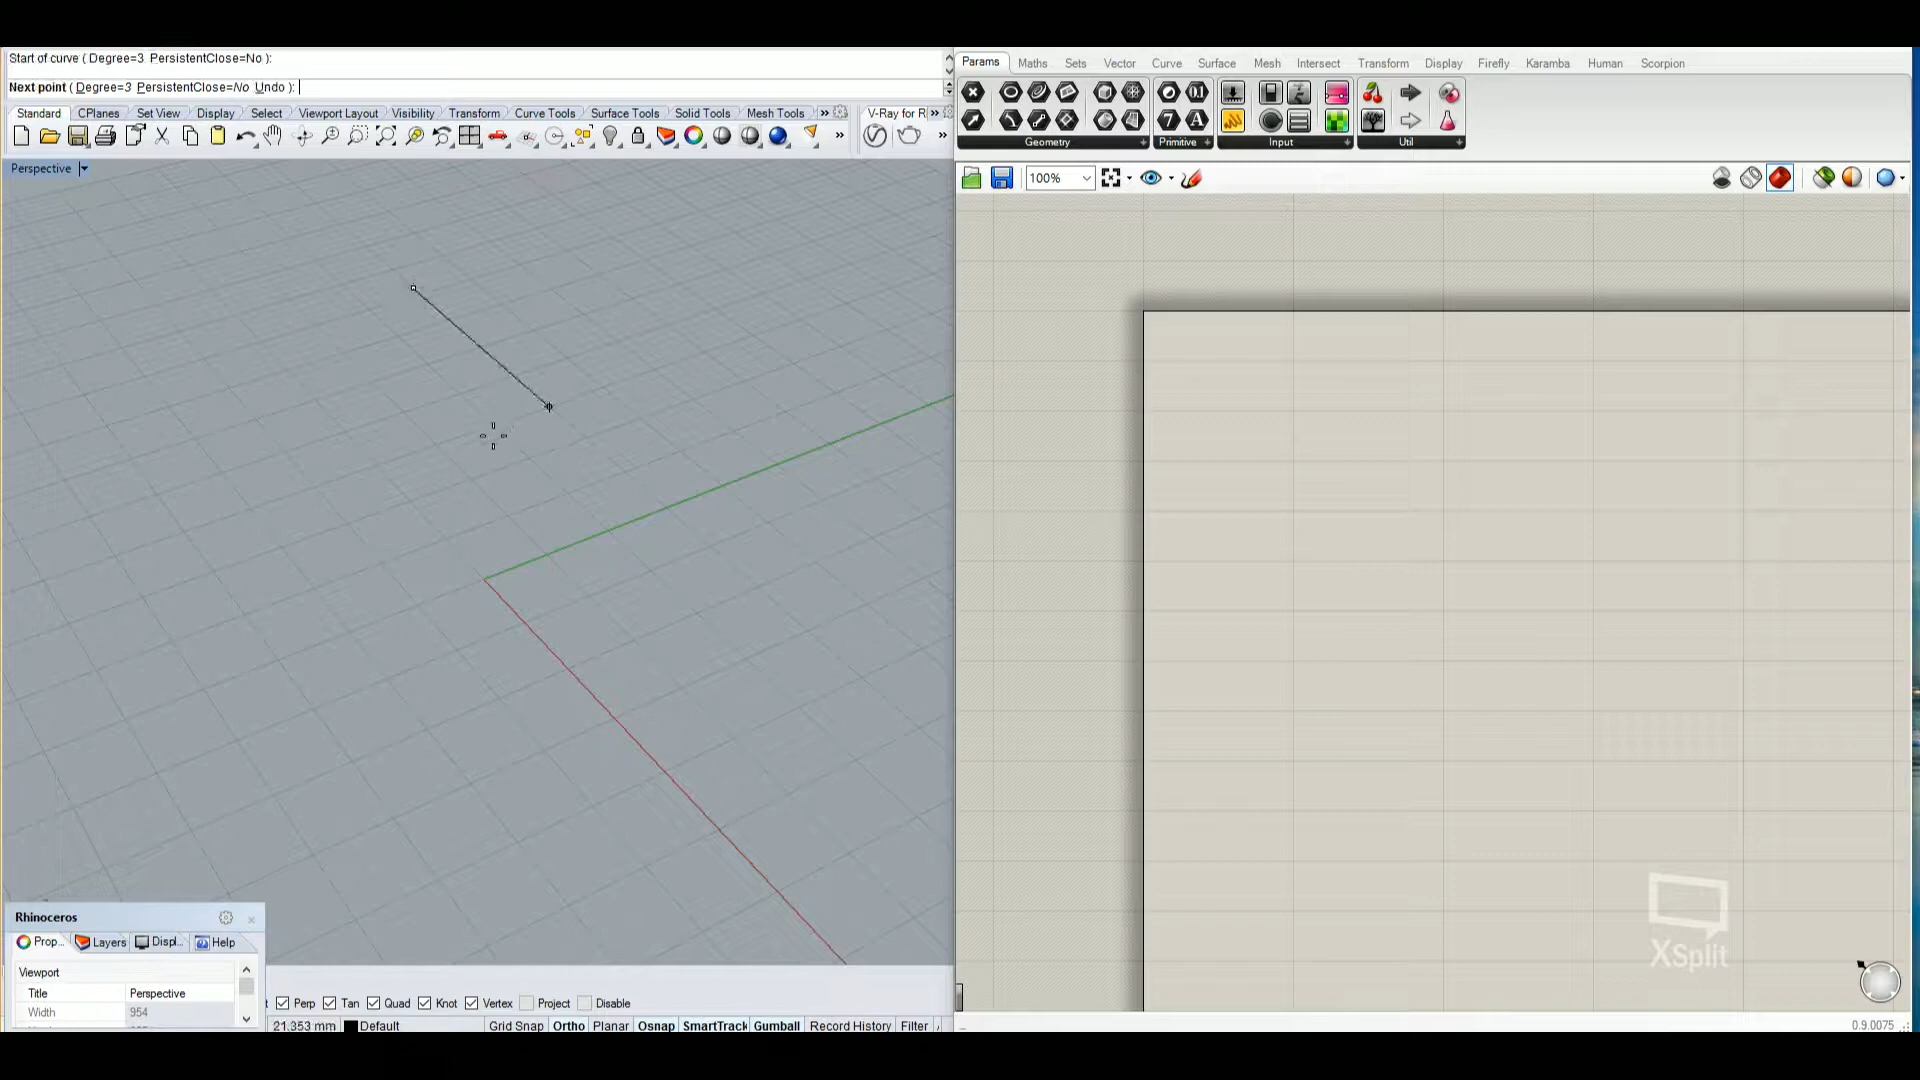 Start of curve ( Degree=3  PersistentClose=No ):
Next point ( Degree=3  PersistentClose=No  Undo ):
Standard CPlanes Set View Display Select Viewport Layout Visibility Transform Curve Tools Surface Tools Solid Tools Mesh Tools V-Ray for R
Perspective
Params Maths Sets Vector Curve Surface Mesh Intersect Transform Display Firefly Kangaroo Karamba Human Scorpion
Geometry Primitive Input Util
100%
XSplit
Rhinoceros
Prop... Layers Displ... Help
Viewport
Title Perspective
Width 954
Perp Tan Quad Knot Vertex Project Disable
21.353 mm Default Grid Snap Ortho Planar Osnap SmartTrack Gumball Record History Filter
0.9.0075